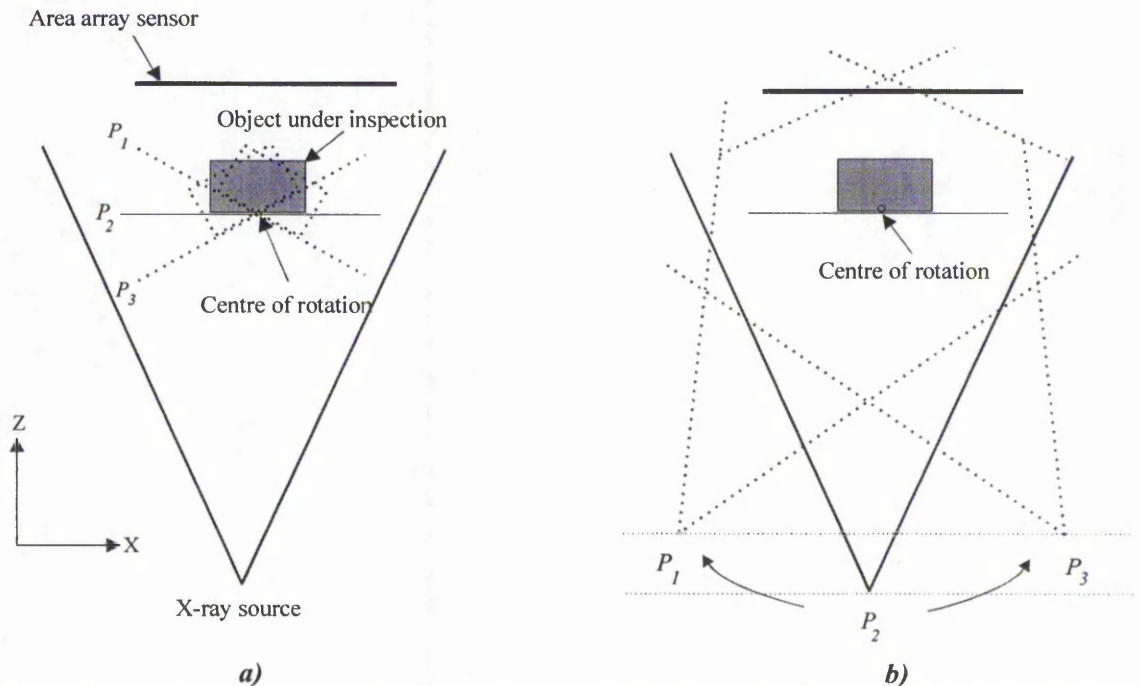 Area array sensor
Object under inspection
P1
P2
P3
Centre of rotation
Z
X
X-ray source
a)
Centre of rotation
P1
P3
P2
b)